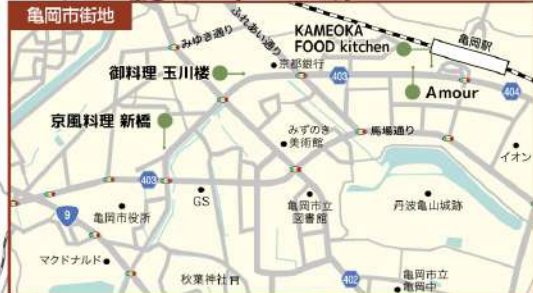 亀岡市街地
みゆき通り
ふれあい通り
KAMEOKA
FOOD kitchen
亀岡駅
御料理 玉川楼
京都銀行
403
Amour
404
京風料理 新橋
みずのき
美術館
馬場通り
イオン
403
GS
9
亀岡市役所
亀岡市立
図書館
丹波亀山城跡
マクドナルド
秋葉神社
402
亀岡市立
亀岡中